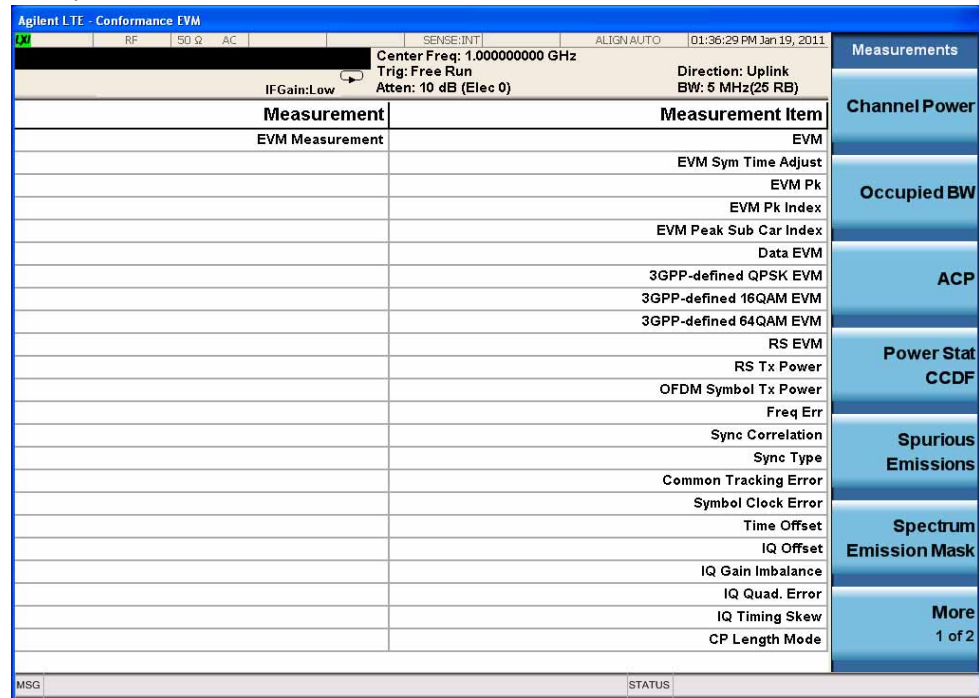 Agilent LTE - Conformance EVM
LXI RF 50 Ω AC SENSE:INT ALIGN AUTO 01:36:29 PM Jan 19, 2011
Center Freq: 1.000000000 GHz
Trig: Free Run Direction: Uplink
IFGain:Low Atten: 10 dB (Elec 0) BW: 5 MHz(25 RB)
Measurement Measurement Item
EVM Measurement EVM
EVM Sym Time Adjust
EVM Pk
EVM Pk Index
EVM Peak Sub Car Index
Data EVM
3GPP-defined QPSK EVM
3GPP-defined 16QAM EVM
3GPP-defined 64QAM EVM
RS EVM
RS Tx Power
OFDM Symbol Tx Power
Freq Err
Sync Correlation
Sync Type
Common Tracking Error
Symbol Clock Error
Time Offset
IQ Offset
IQ Gain Imbalance
IQ Quad. Error
IQ Timing Skew
CP Length Mode
Measurements
Channel Power
Occupied BW
ACP
Power Stat
CCDF
Spurious
Emissions
Spectrum
Emission Mask
More
1 of 2
MSG STATUS